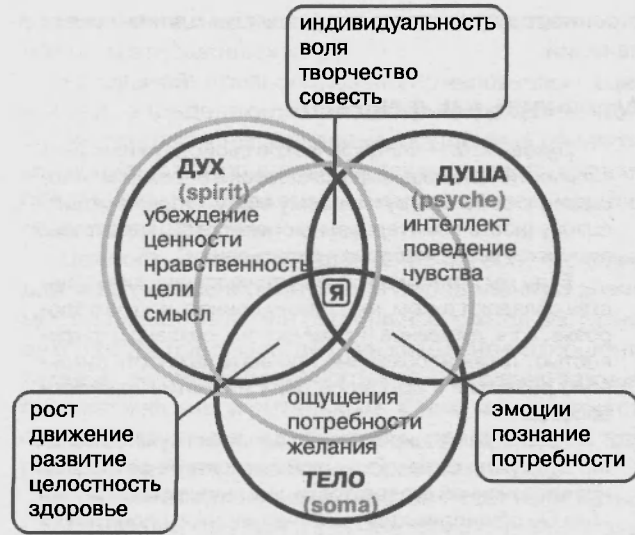 индивидуальность
воля
творчество
совесть
ДУХ
(spirit)
убеждение
ценности
нравственность
цели
смысл
ДУША
(psyche)
интеллект
поведение
чувства
Я
ощущения
потребности
желания
ТЕЛО
(soma)
рост
движение
развитие
целостность
здоровье
эмоции
познание
потребности